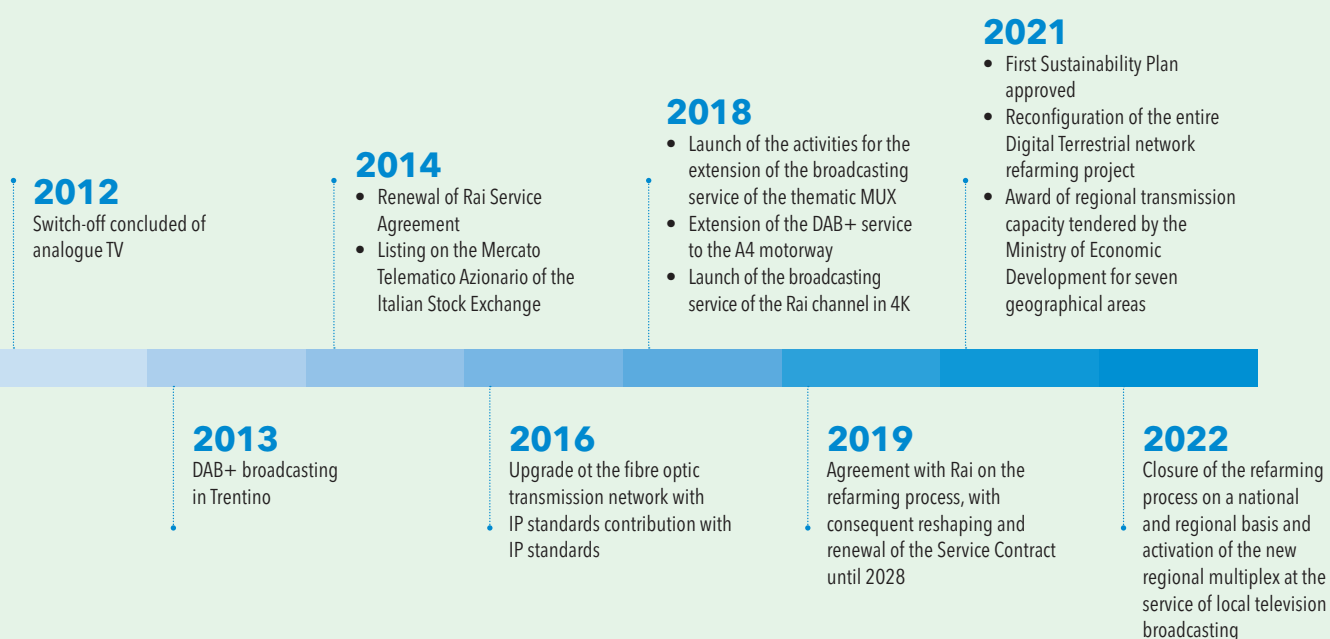 2012
Switch-off concluded of
analogue TV
2013
DAB+ broadcasting
in Trentino
2014
• Renewal of Rai Service
Agreement
• Listing on the Mercato
Telematico Azionario of the
Italian Stock Exchange
2016
Upgrade ot the fibre optic
transmission network with
IP standards contribution with
IP standards
2018
• Launch of the activities for the
extension of the broadcasting
service of the thematic MUX
• Extension of the DAB+ service
to the A4 motorway
• Launch of the broadcasting
service of the Rai channel in 4K
2019
Agreement with Rai on the
refarming process, with
consequent reshaping and
renewal of the Service Contract
until 2028
2021
• First Sustainability Plan
approved
• Reconfiguration of the entire
Digital Terrestrial network
refarming project
• Award of regional transmission
capacity tendered by the
Ministry of Economic
Development for seven
geographical areas
2022
Closure of the refarming
process on a national
and regional basis and
activation of the new
regional multiplex at the
service of local television
broadcasting